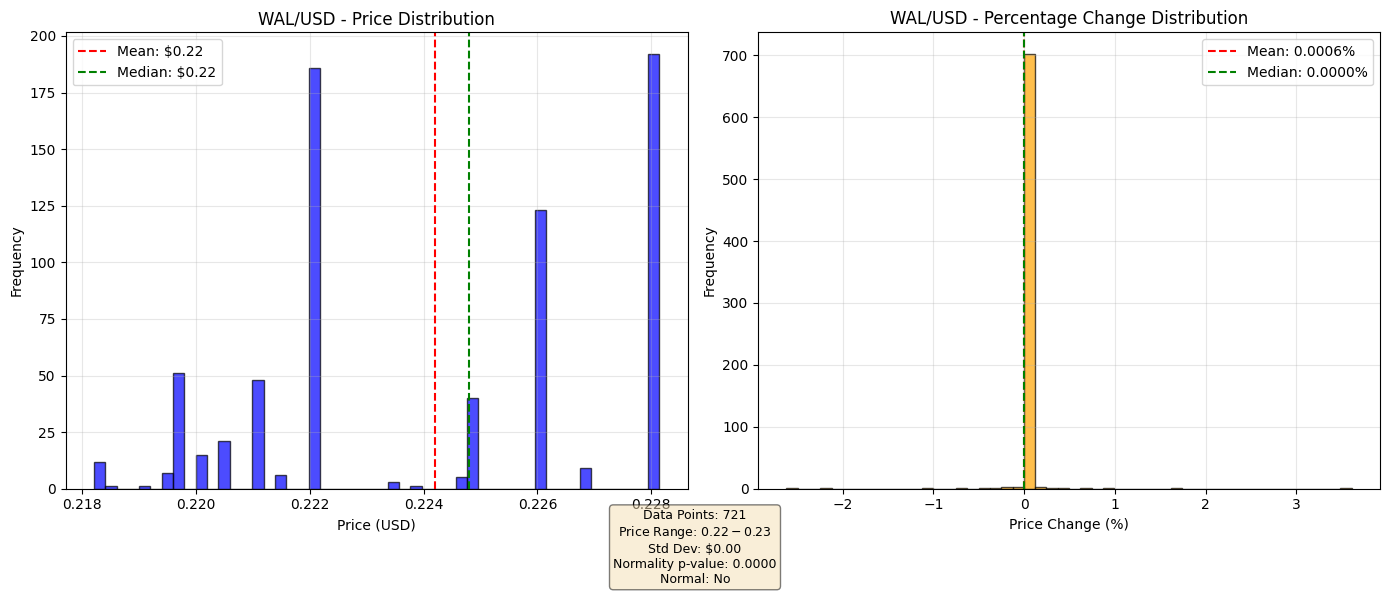 WAL/USD - Price Distribution
Mean: $0.22
Median: $0.22
Frequency
200
175
150
125
100
75
50
25
0
0.218 0.220 0.222 0.224 0.226 0.228
Price (USD)
WAL/USD - Percentage Change Distribution
Mean: 0.0006%
Median: 0.0000%
Frequency
700
600
500
400
300
200
100
0
−2 −1 0 1 2 3
Price Change (%)
Data Points: 721
Price Range: 0.22 − 0.23
Std Dev: $0.00
Normality p-value: 0.0000
Normal: No